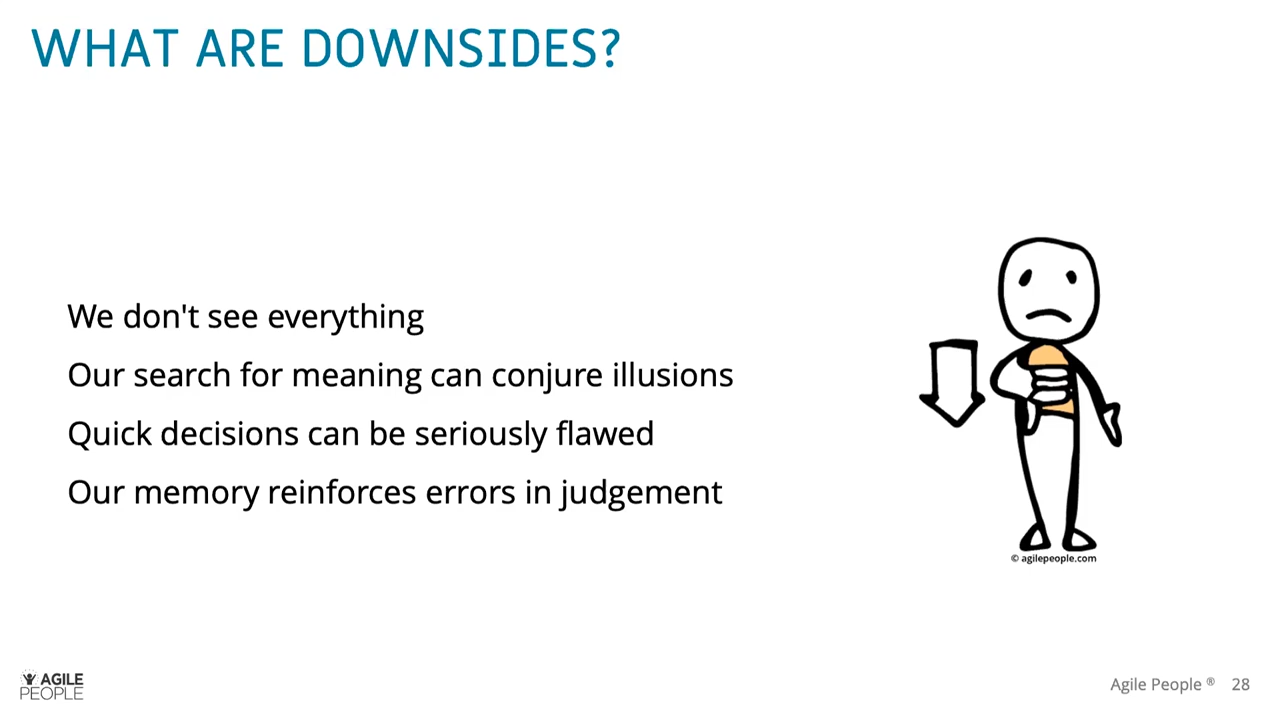 WHAT ARE DOWNSIDES?
We don't see everything
Our search for meaning can conjure illusions
Quick decisions can be seriously flawed
Our memory reinforces errors in judgement
© agilepeople.com
AGILE
PEOPLE
Agile People ® 28